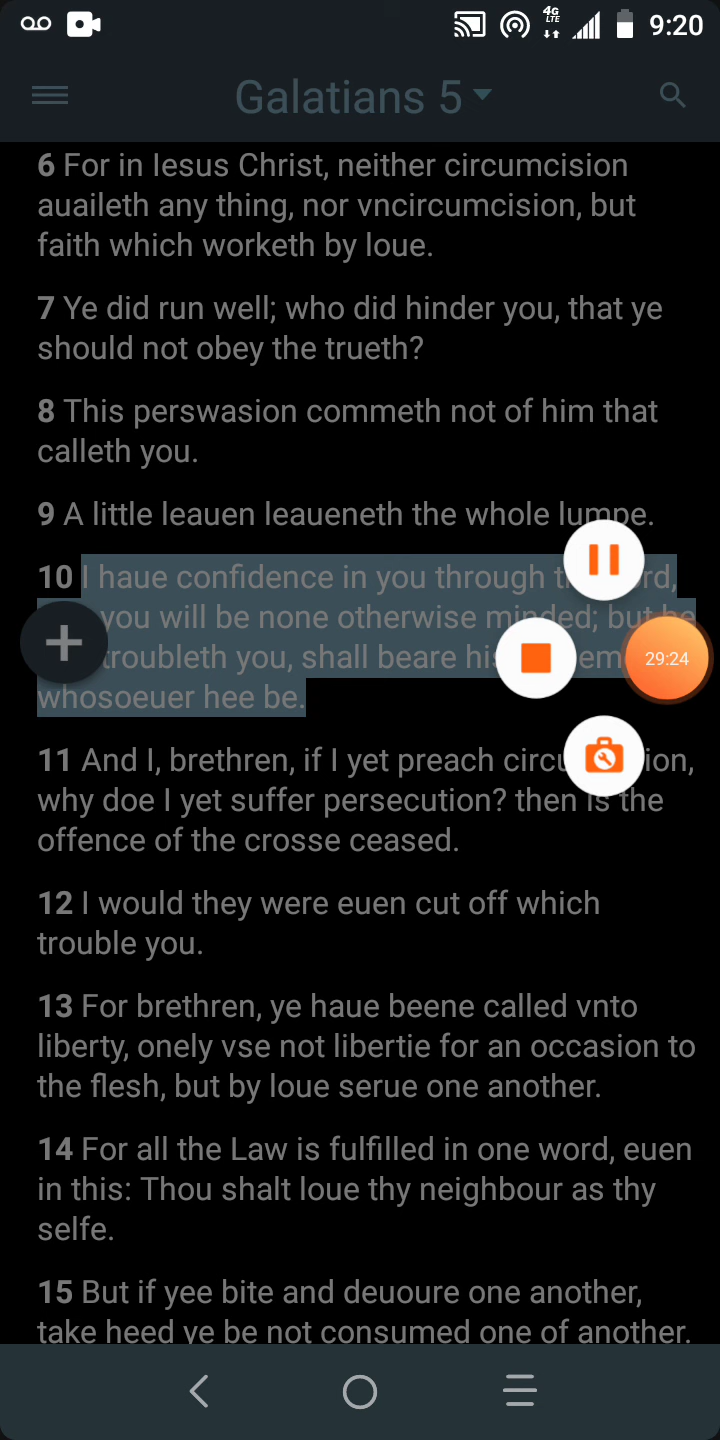 4G
LTE
9:20
Galatians 5
6 For in Iesus Christ, neither circumcision
auaileth any thing, nor vncircumcision, but
faith which worketh by loue.
7 Ye did run well; who did hinder you, that ye
should not obey the trueth?
8 This perswasion commeth not of him that
calleth you.
9 A little leauen leaueneth the whole lumpe.
10 I haue confidence in you through
you will be none otherwise minded; but he
troubleth you, shall beare his
29:24
whosoeuer hee be.
11 And I, brethren, if I yet preach
why doe I yet suffer persecution? then is the
offence of the crosse ceased.
12 I would they were euen cut off which
trouble you.
13 For brethren, ye haue beene called vnto
liberty, onely vse not libertie for an occasion to
the flesh, but by loue serue one another.
14 For all the Law is fulfilled in one word, euen
in this: Thou shalt loue thy neighbour as thy
selfe.
15 But if yee bite and deuoure one another,
take heed ye be not consumed one of another.